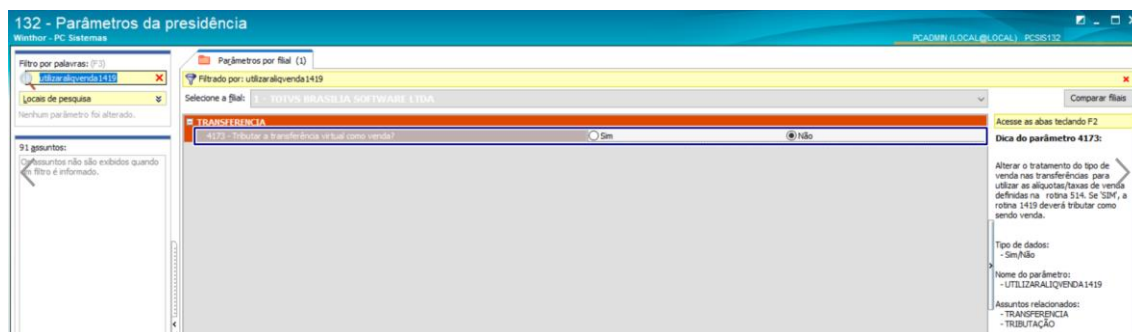 132 - Parâmetros da presidência
Winthor - PC Sistemas
PCADMIN (LOCAL@LOCAL) PCSIS132
Filtro por palavras: (F3)
utilizaraliqvenda1419
Locais de pesquisa
Nenhum parâmetro foi alterado.
91 assuntos:
Os assuntos não são exibidos quando
um filtro é informado.
Parâmetros por filial (1)
Filtrado por: utilizaraliqvenda1419
Selecione a filial: 1 - TOTVS BRASILIA SOFTWARE LTDA
Comparar filiais
TRANSFERENCIA
4173 - Tributar a transferência virtual como venda?
Sim
Não
Acesse as abas teclando F2
Dica do parâmetro 4173:
Alterar o tratamento do tipo de
venda nas transferências para
utilizar as alíquotas/taxas de venda
definidas na rotina 514. Se 'SIM', a
rotina 1419 deverá tributar como
sendo venda.
Tipo de dados:
- Sim/Não
Nome do parâmetro:
- UTILIZARALIQVENDA1419
Assuntos relacionados:
- TRANSFERENCIA
- TRIBUTAÇÃO